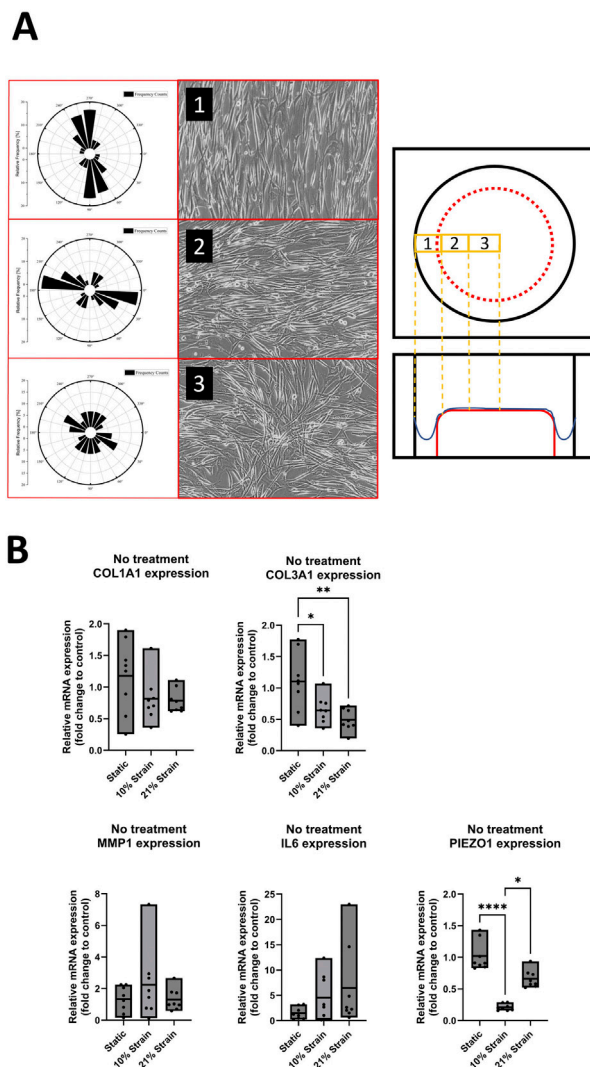 A
Frequency Counts
Relative Frequency [%]
1
Frequency Counts
Relative Frequency [%]
2
Frequency Counts
Relative Frequency [%]
3
1 2 3
B
No treatment
COL1A1 expression
Relative mRNA expression
(fold change to control)
2.0
1.5
1.0
0.5
0.0
Static
10% Strain
21% Strain
No treatment
COL3A1 expression
**
*
Relative mRNA expression
(fold change to control)
2.0
1.5
1.0
0.5
0.0
Static
10% Strain
21% Strain
No treatment
MMP1 expression
Relative mRNA expression
(fold change to control)
8
6
4
2
0
Static
10% Strain
21% Strain
No treatment
IL6 expression
Relative mRNA expression
(fold change to control)
25
20
15
10
5
0
Static
10% Strain
21% Strain
No treatment
PIEZO1 expression
*
****
Relative mRNA expression
(fold change to control)
2.0
1.5
1.0
0.5
0.0
Static
10% Strain
21% Strain